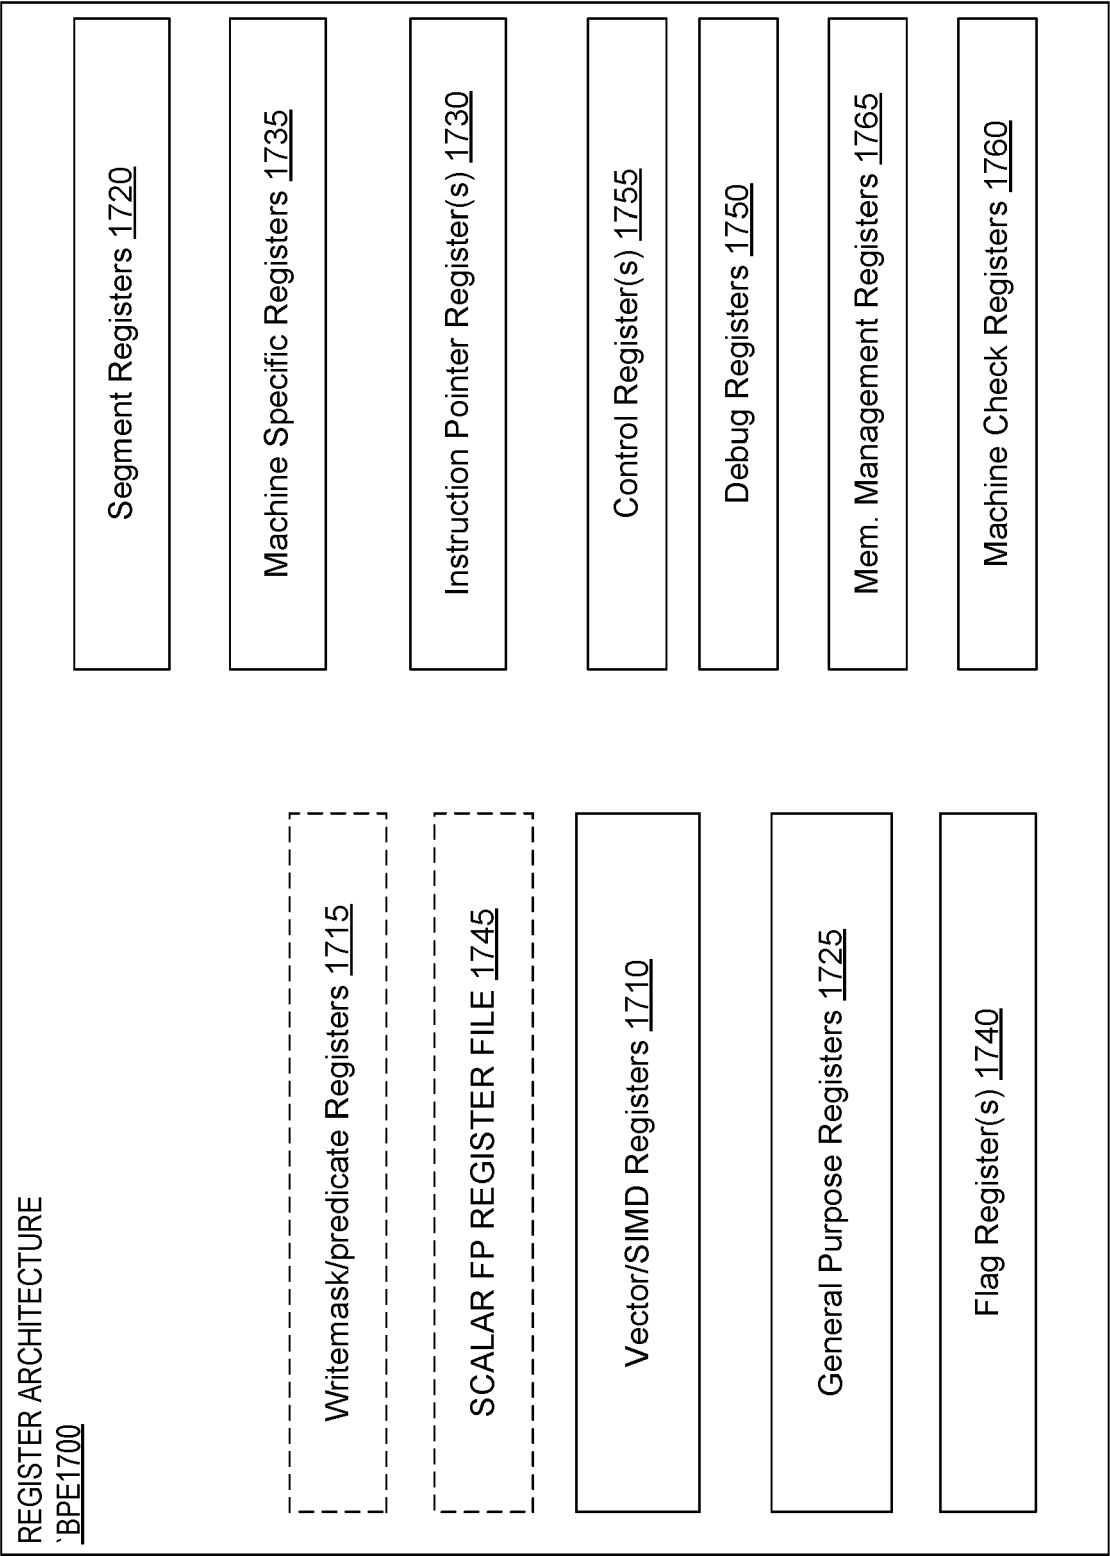 REGISTER ARCHITECTURE
`BPE1700
Writemask/predicate Registers 1715
SCALAR FP REGISTER FILE 1745
Vector/SIMD Registers 1710
General Purpose Registers 1725
Flag Register(s) 1740
Segment Registers 1720
Machine Specific Registers 1735
Instruction Pointer Register(s) 1730
Control Register(s) 1755
Debug Registers 1750
Mem. Management Registers 1765
Machine Check Registers 1760